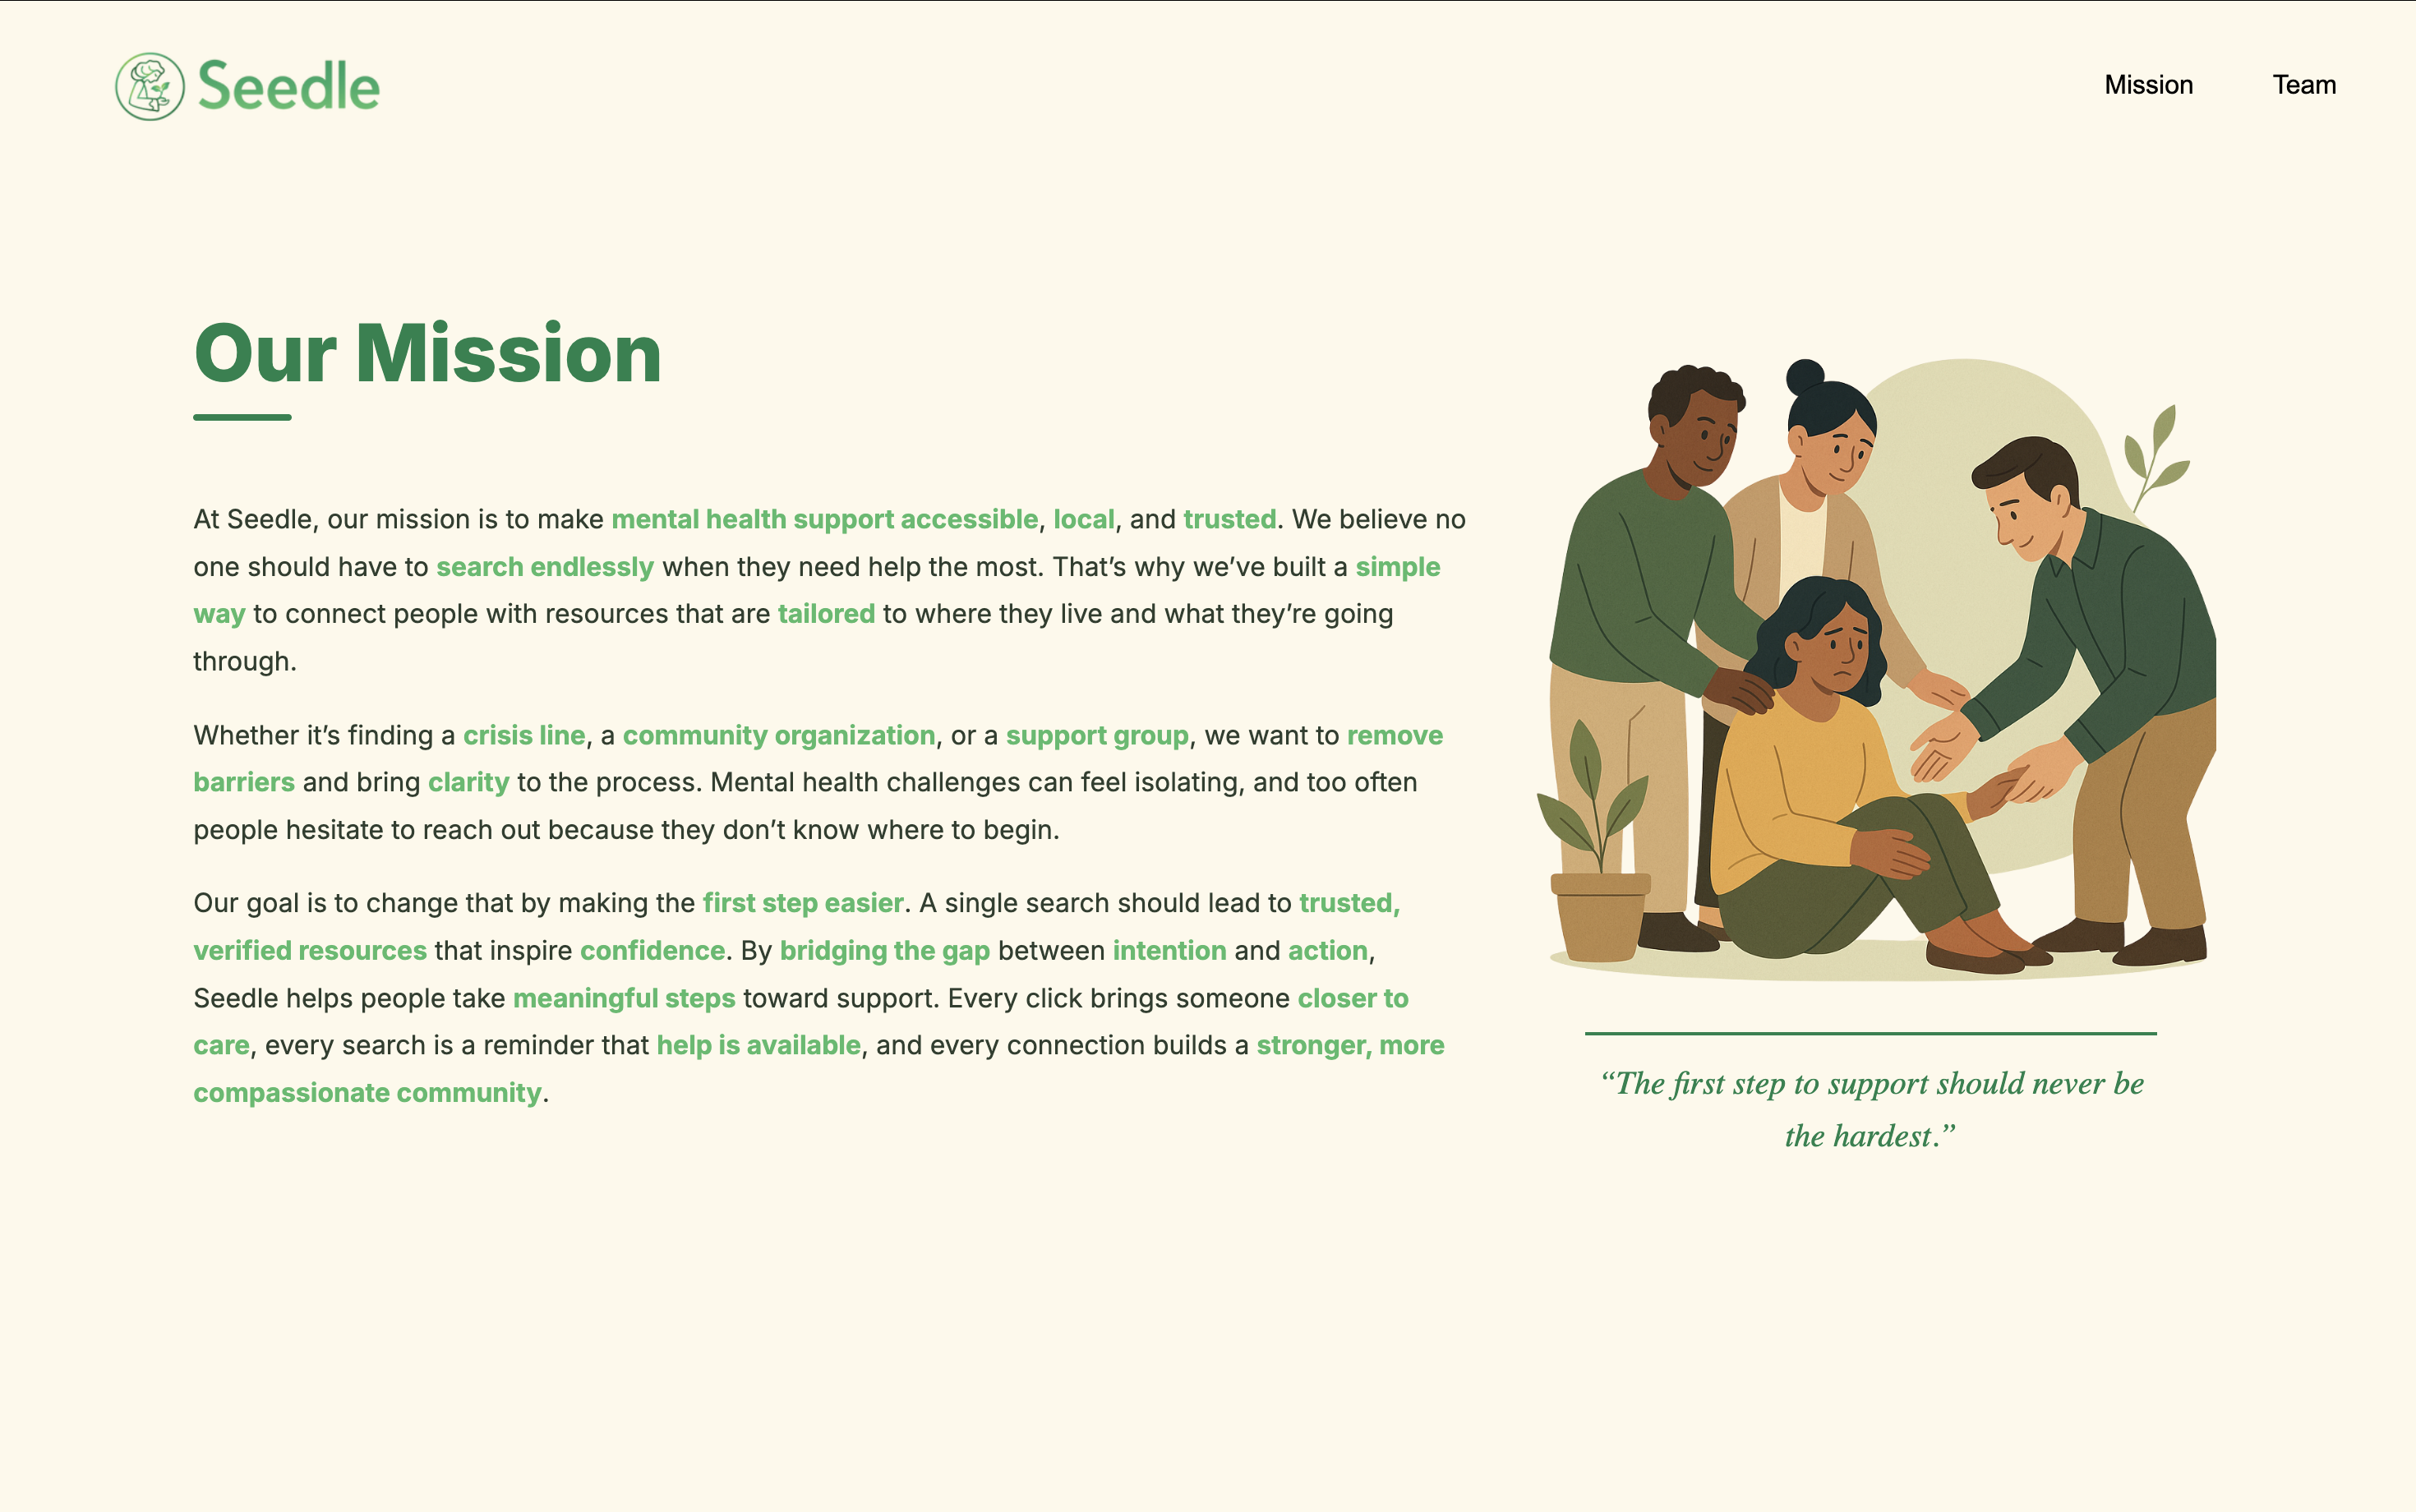 Seedle
Mission
Team
Our Mission
At Seedle, our mission is to make mental health support accessible, local, and trusted. We believe no
one should have to search endlessly when they need help the most. That’s why we’ve built a simple
way to connect people with resources that are tailored to where they live and what they’re going
through.
Whether it’s finding a crisis line, a community organization, or a support group, we want to remove
barriers and bring clarity to the process. Mental health challenges can feel isolating, and too often
people hesitate to reach out because they don’t know where to begin.
Our goal is to change that by making the first step easier. A single search should lead to trusted,
verified resources that inspire confidence. By bridging the gap between intention and action,
Seedle helps people take meaningful steps toward support. Every click brings someone closer to
care, every search is a reminder that help is available, and every connection builds a stronger, more
compassionate community.
“The first step to support should never be
the hardest.”